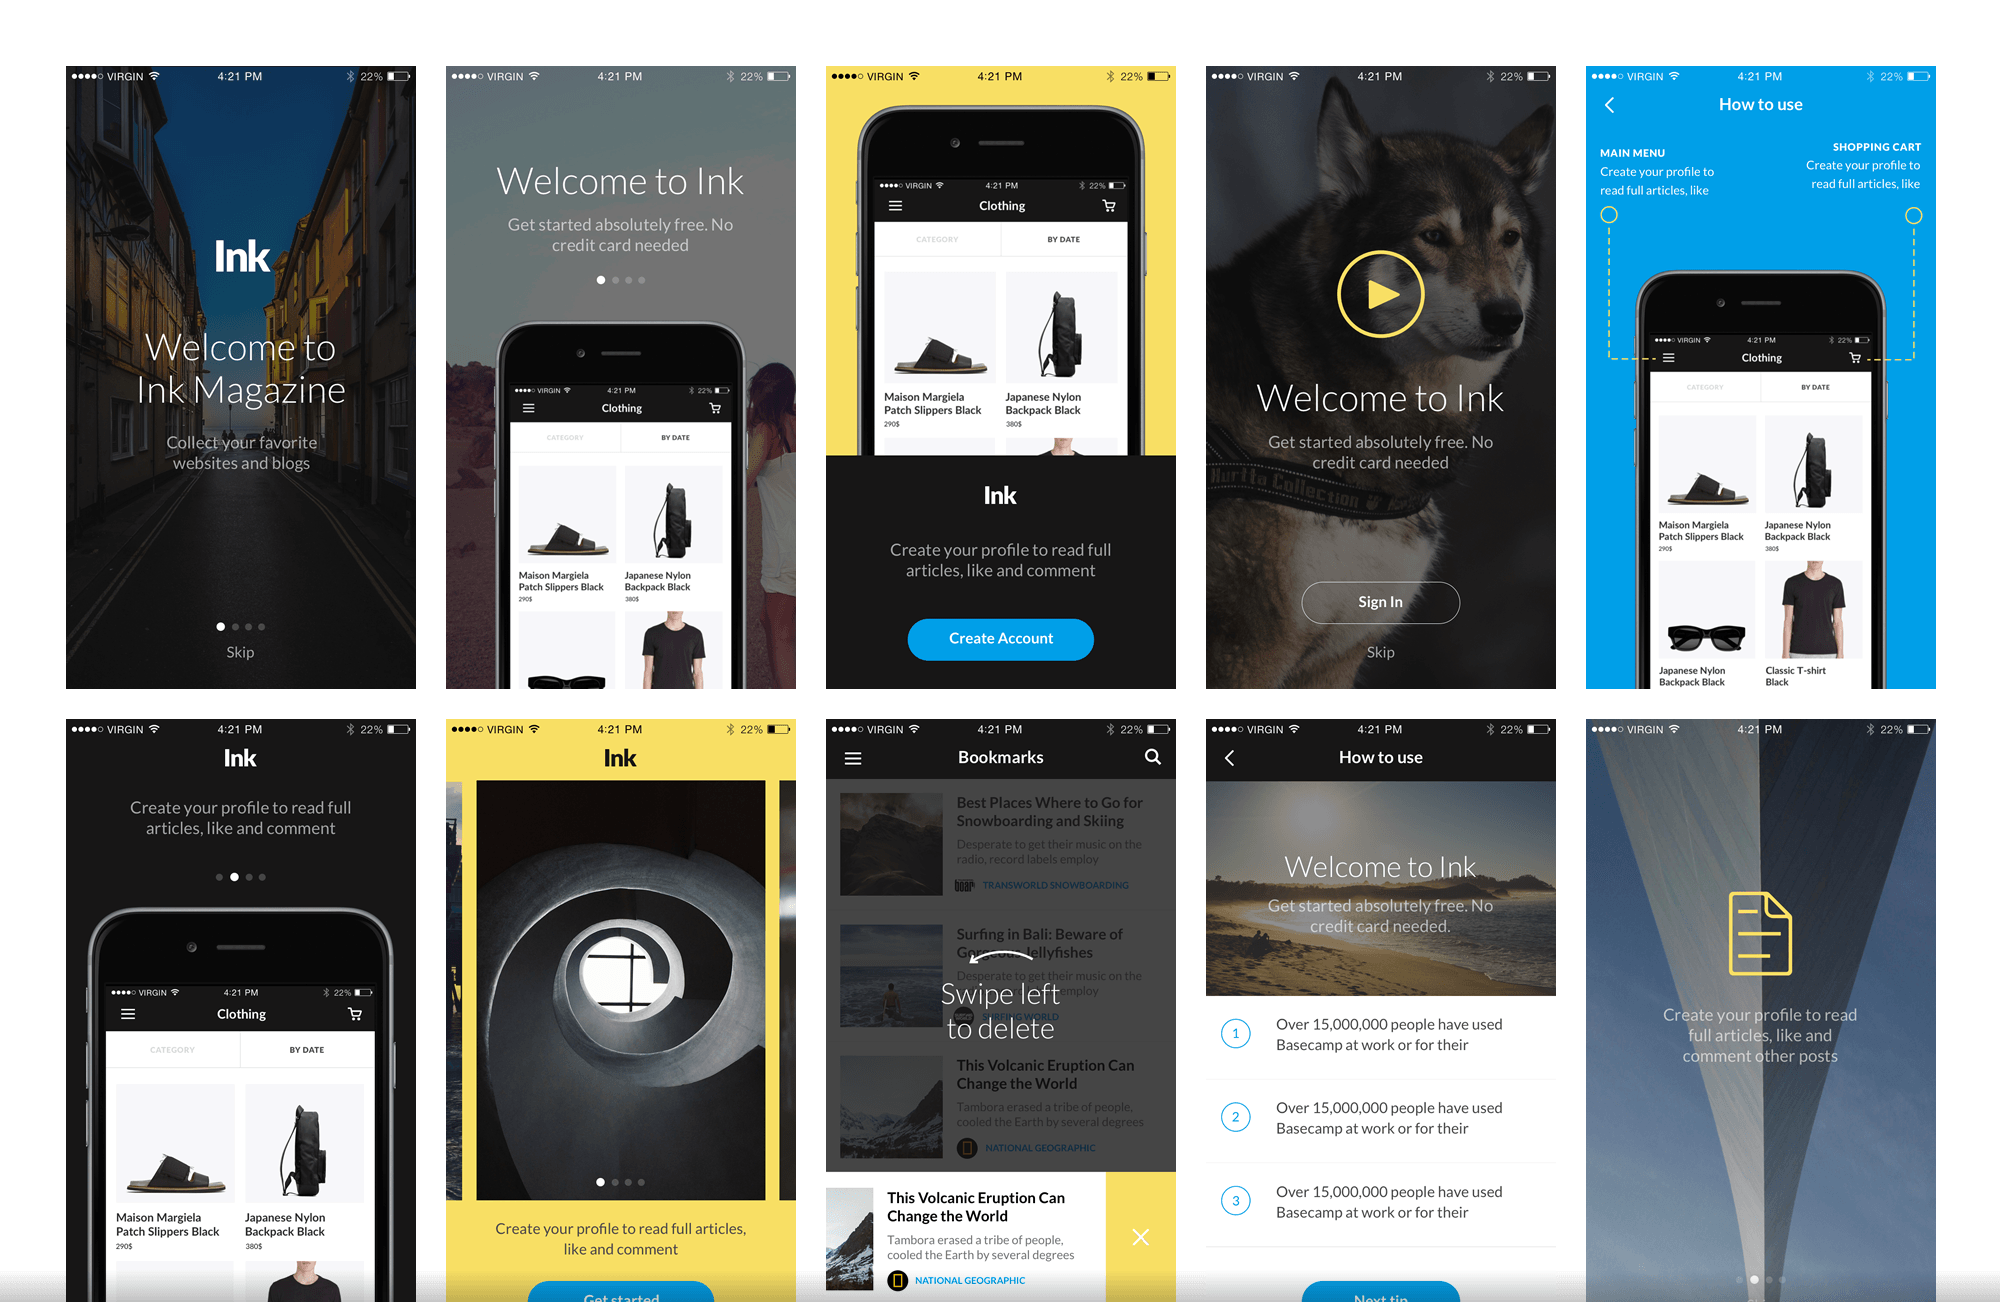 VIRGIN 4:21 PM 22%
Ink
Welcome to
Ink Magazine
Collect your favorite
websites and blogs
Skip
VIRGIN 4:21 PM 22%
Welcome to Ink
Get started absolutely free. No
credit card needed
VIRGIN 4:21 PM 22%
Clothing
CATEGORY BY DATE
Maison Margiela
Patch Slippers Black
290$
Japanese Nylon
Backpack Black
380$
VIRGIN 4:21 PM 22%
VIRGIN 4:21 PM 22%
Clothing
CATEGORY BY DATE
Maison Margiela
Patch Slippers Black
290$
Japanese Nylon
Backpack Black
380$
Ink
Create your profile to read full
articles, like and comment
Create Account
VIRGIN 4:21 PM 22%
Welcome to Ink
Get started absolutely free. No
credit card needed
Hurtta Collection
Sign In
Skip
VIRGIN 4:21 PM 22%
How to use
MAIN MENU
Create your profile to
read full articles, like
SHOPPING CART
Create your profile to
read full articles, like
VIRGIN 4:21 PM 22%
Clothing
CATEGORY BY DATE
Maison Margiela
Patch Slippers Black
290$
Japanese Nylon
Backpack Black
380$
Japanese Nylon
Backpack Black
Classic T-shirt
Black
VIRGIN 4:21 PM 22%
Ink
Create your profile to read full
articles, like and comment
VIRGIN 4:21 PM 22%
Clothing
CATEGORY BY DATE
Maison Margiela
Patch Slippers Black
290$
Japanese Nylon
Backpack Black
380$
VIRGIN 4:21 PM 22%
Ink
Create your profile to read full articles,
like and comment
Get started
VIRGIN 4:21 PM 22%
Bookmarks
Best Places Where to Go for
Snowboarding and Skiing
Desperate to get their music on the
radio, record labels employ
TRANSWORLD SNOWBOARDING
Surfing in Bali: Beware of
Gorgeous Jellyfishes
Desperate to get their music on the
employ
SURFING WORLD
Swipe left
to delete
This Volcanic Eruption Can
Change the World
Tambora erased a tribe of people,
cooled the Earth by several degrees
NATIONAL GEOGRAPHIC
This Volcanic Eruption Can
Change the World
Tambora erased a tribe of people,
cooled the Earth by several degrees
NATIONAL GEOGRAPHIC
VIRGIN 4:21 PM 22%
How to use
Welcome to Ink
Get started absolutely free. No
credit card needed.
1 Over 15,000,000 people have used
Basecamp at work or for their
2 Over 15,000,000 people have used
Basecamp at work or for their
3 Over 15,000,000 people have used
Basecamp at work or for their
Next tip
VIRGIN 4:21 PM 22%
Create your profile to read
full articles, like and
comment other posts